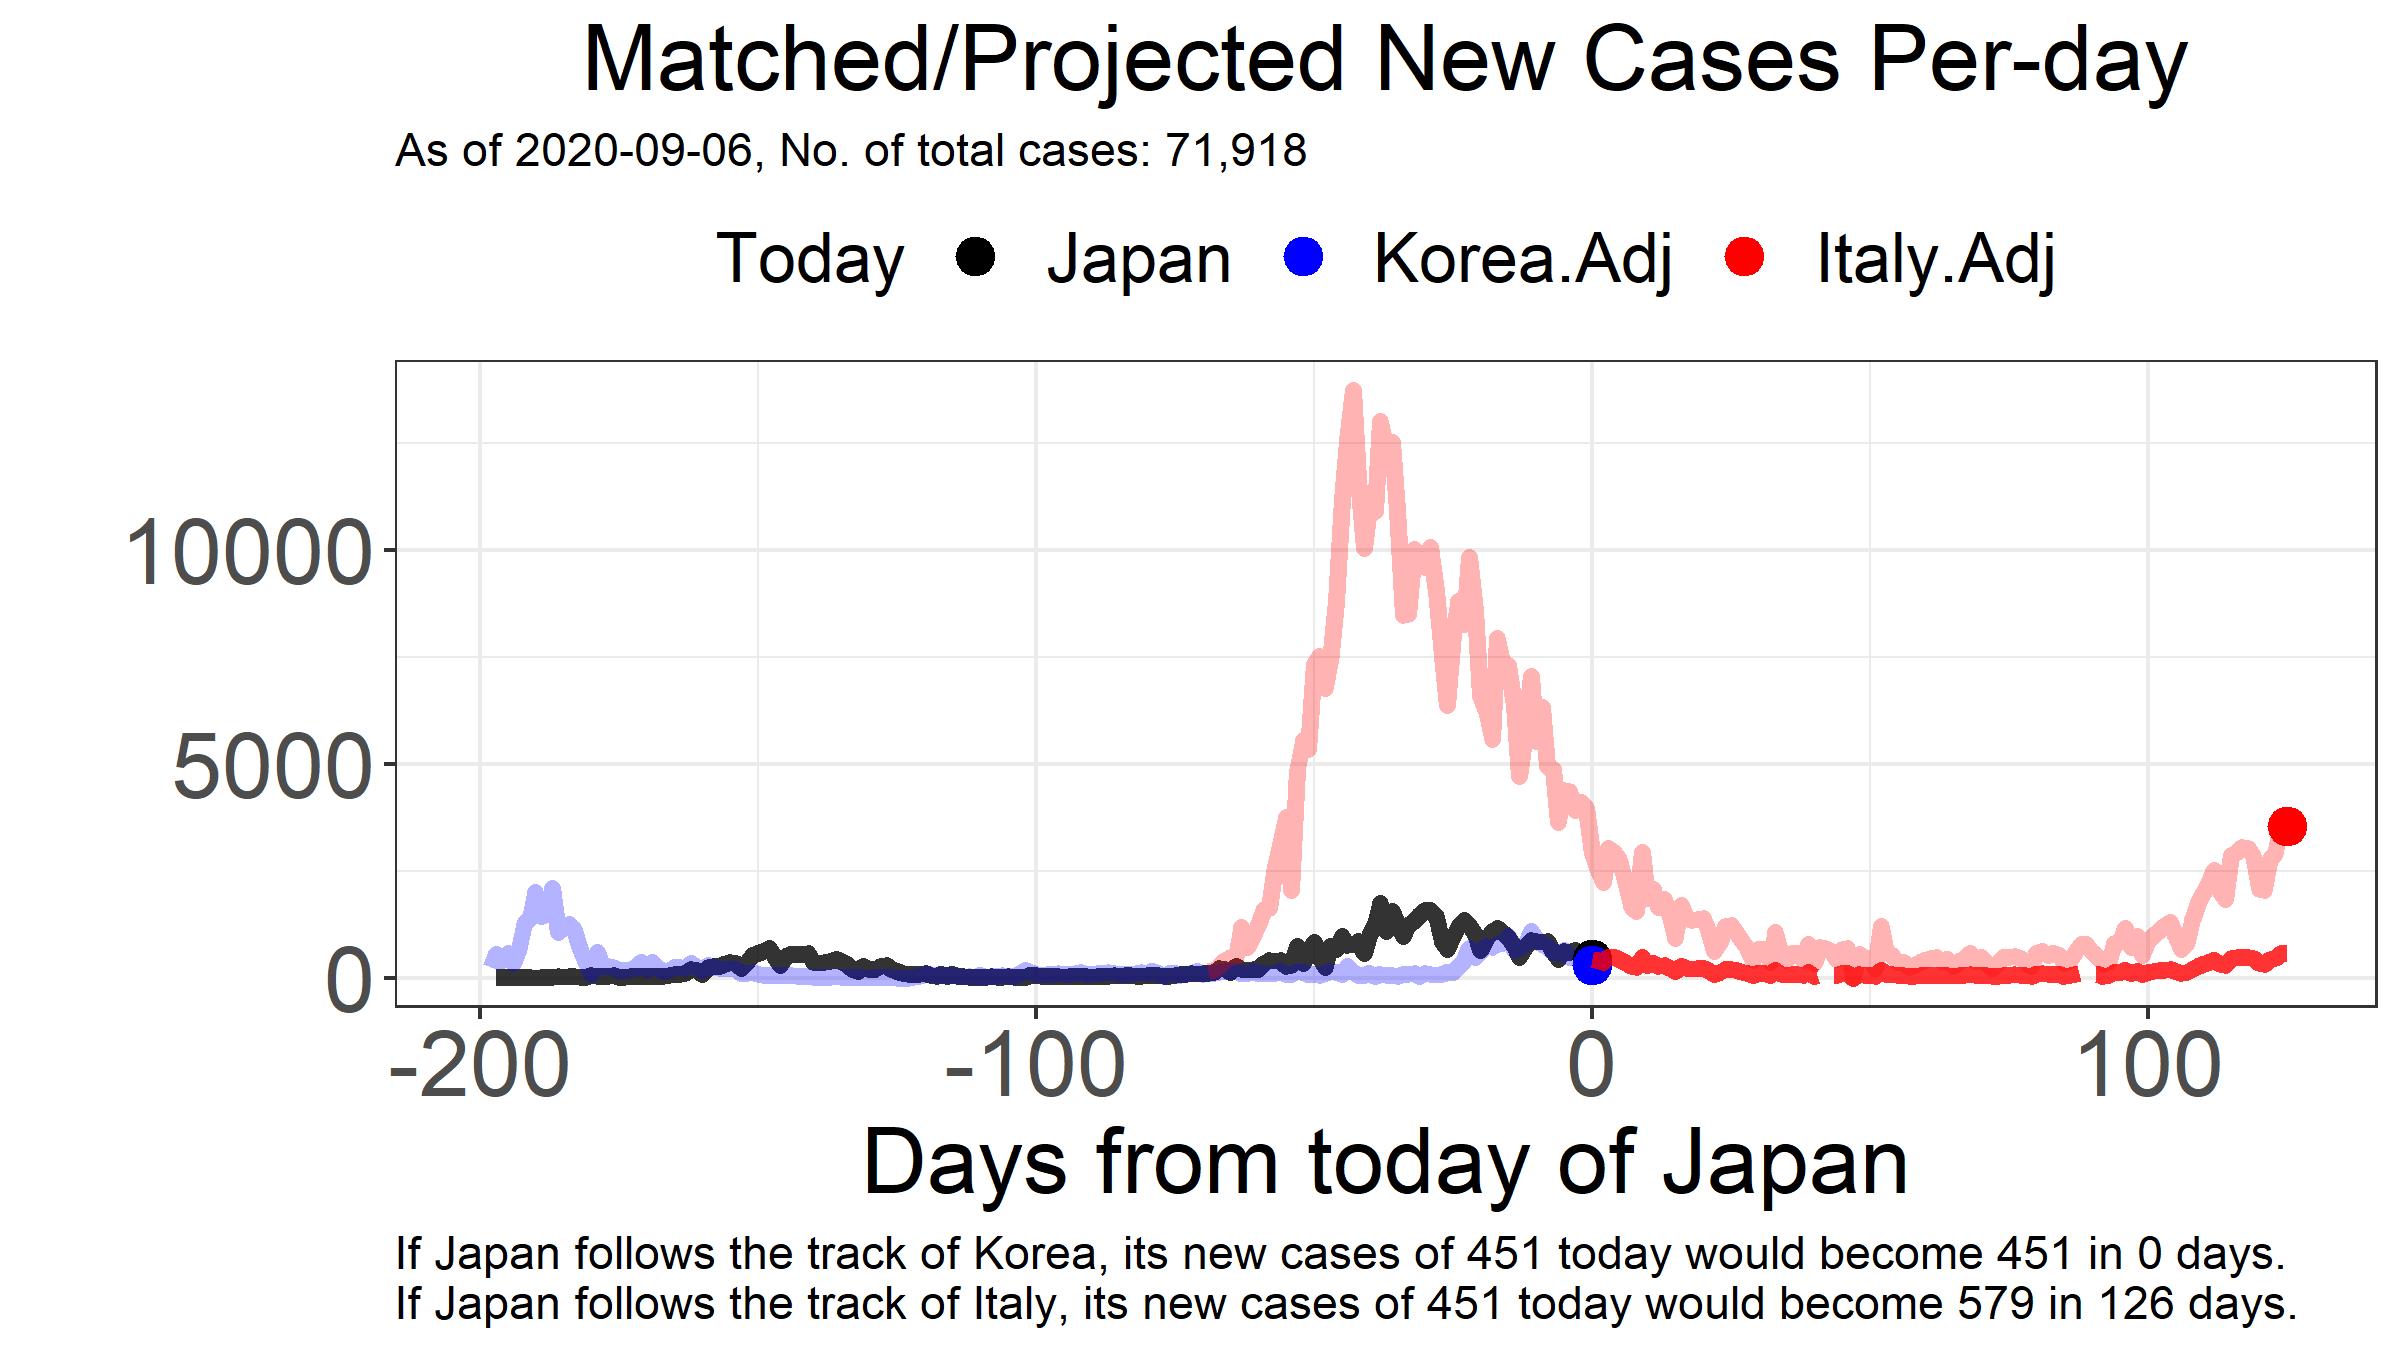 Matched/Projected New Cases Per-day
As of 2020-09-06, No. of total cases: 71,918
Today Japan Korea.Adj Italy.Adj
10000
5000
0
-200 -100 0 100
Days from today of Japan
If Japan follows the track of Korea, its new cases of 451 today would become 451 in 0 days.
If Japan follows the track of Italy, its new cases of 451 today would become 579 in 126 days.